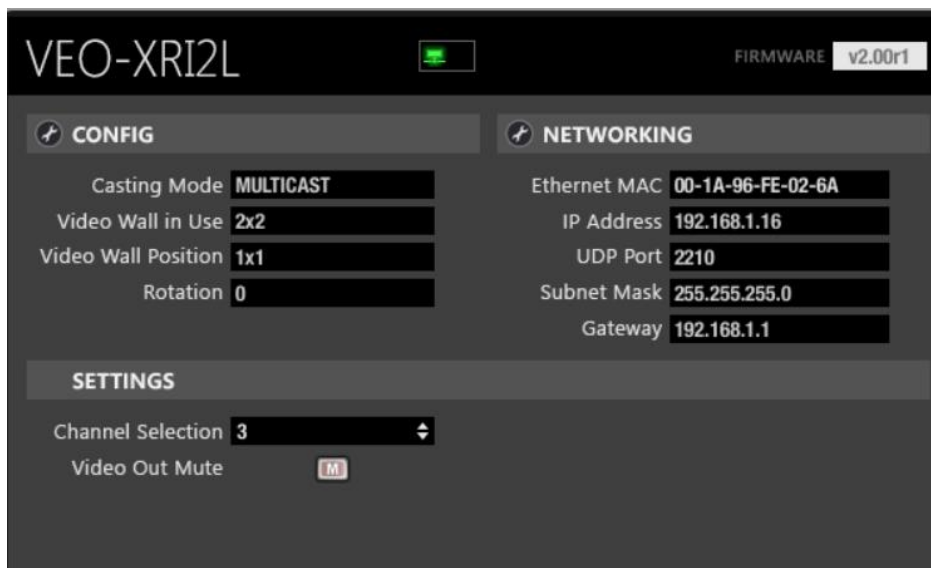 VEO-XRI2L
FIRMWARE v2.00r1
CONFIG
Casting Mode MULTICAST
Video Wall in Use 2x2
Video Wall Position 1x1
Rotation 0
NETWORKING
Ethernet MAC 00-1A-96-FE-02-6A
IP Address 192.168.1.16
UDP Port 2210
Subnet Mask 255.255.255.0
Gateway 192.168.1.1
SETTINGS
Channel Selection 3
Video Out Mute M